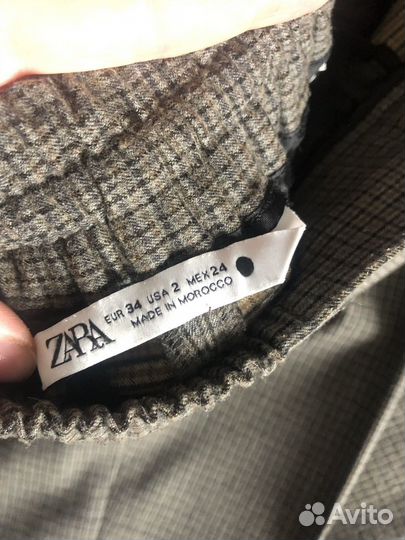 ZARA
EUR 34 USA 2 MEX 24
MADE IN MOROCCO
Avito